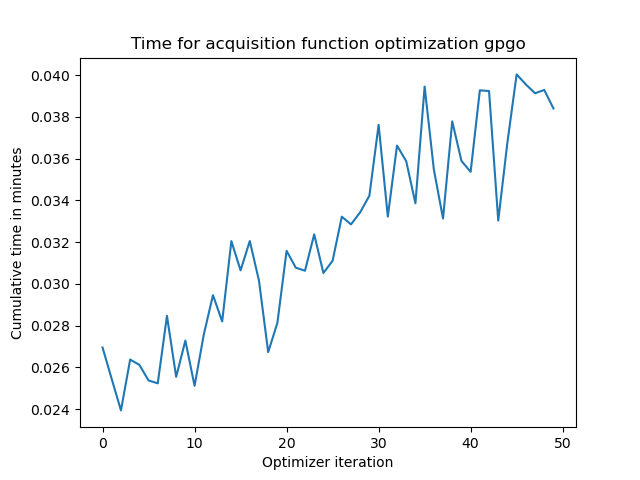 Time for acquisition function optimization gpgo
Cumulative time in minutes
0.040
0.038
0.036
0.034
0.032
0.030
0.028
0.026
0.024
0 10 20 30 40 50
Optimizer iteration